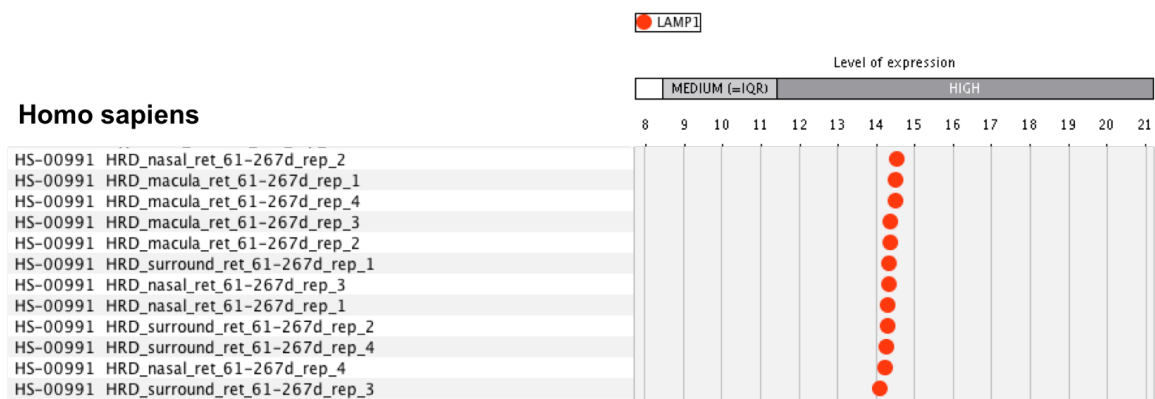 LAMP1
Level of expression
MEDIUM (=IQR) HIGH
Homo sapiens
8 9 10 11 12 13 14 15 16 17 18 19 20 21
HS-00991 HRD_nasal_ret_61-267d_rep_2
HS-00991 HRD_macula_ret_61-267d_rep_1
HS-00991 HRD_macula_ret_61-267d_rep_4
HS-00991 HRD_macula_ret_61-267d_rep_3
HS-00991 HRD_macula_ret_61-267d_rep_2
HS-00991 HRD_surround_ret_61-267d_rep_1
HS-00991 HRD_nasal_ret_61-267d_rep_3
HS-00991 HRD_nasal_ret_61-267d_rep_1
HS-00991 HRD_surround_ret_61-267d_rep_2
HS-00991 HRD_surround_ret_61-267d_rep_4
HS-00991 HRD_nasal_ret_61-267d_rep_4
HS-00991 HRD_surround_ret_61-267d_rep_3